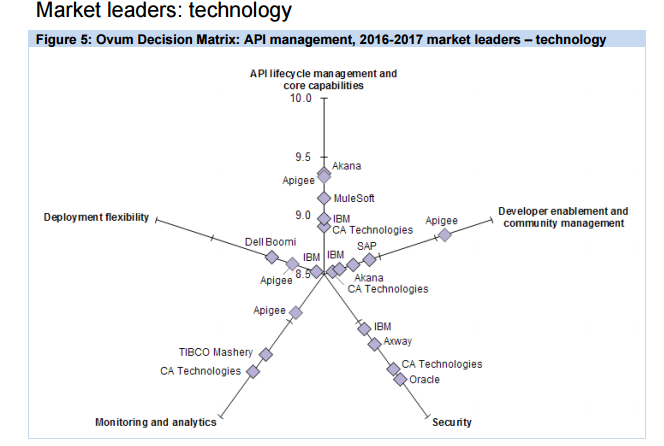 Market leaders: technology
Figure 5: Ovum Decision Matrix: API management, 2016-2017 market leaders – technology
API lifecycle management and
core capabilities
10.0
9.5
Akana
Apigee
MuleSoft
9.0
IBM
CA Technologies
Apigee
Developer enablement and
community management
Deployment flexibility
Dell Boomi
SAP
IBM
IBM
Apigee
8.5
Akana
CA Technologies
Apigee
IBM
Axway
TIBCO Mashery
CA Technologies
CA Technologies
Oracle
Monitoring and analytics
Security